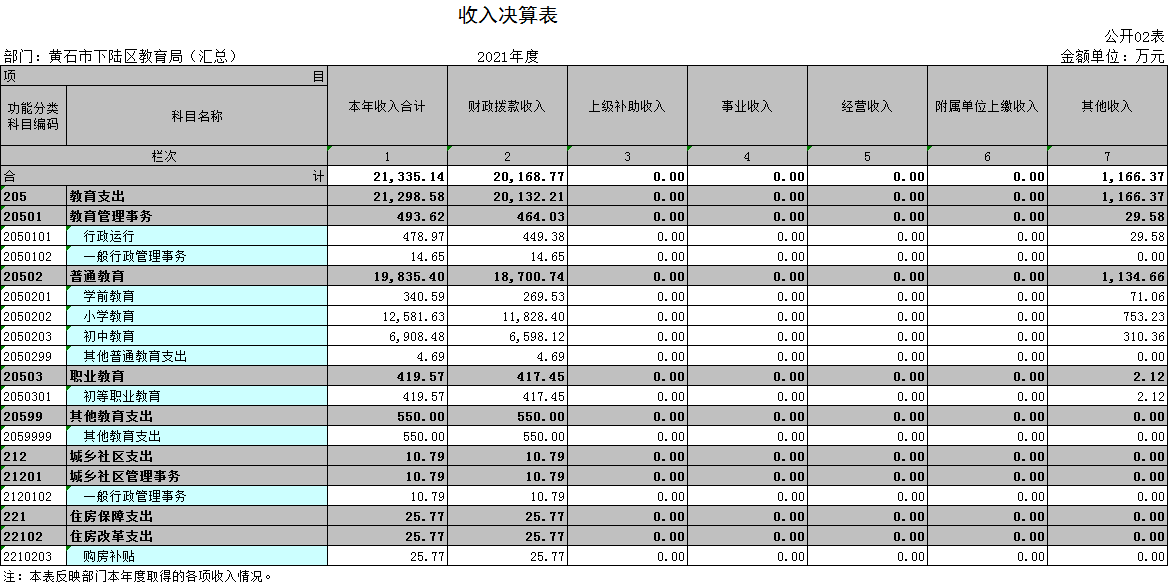 收入决算表
公开02表
部门：黄石市下陆区教育局（汇总） 2021年度 金额单位：万元
项 目 本年收入合计 财政拨款收入 上级补助收入 事业收入 经营收入 附属单位上缴收入 其他收入
功能分类科目编码 科目名称
栏次 1 2 3 4 5 6 7
合 计 21,335.14 20,168.77 0.00 0.00 0.00 0.00 1,166.37
205 教育支出 21,298.58 20,132.21 0.00 0.00 0.00 0.00 1,166.37
20501 教育管理事务 493.62 464.03 0.00 0.00 0.00 0.00 29.58
2050101 行政运行 478.97 449.38 0.00 0.00 0.00 0.00 29.58
2050102 一般行政管理事务 14.65 14.65 0.00 0.00 0.00 0.00 0.00
20502 普通教育 19,835.40 18,700.74 0.00 0.00 0.00 0.00 1,134.66
2050201 学前教育 340.59 269.53 0.00 0.00 0.00 0.00 71.06
2050202 小学教育 12,581.63 11,828.40 0.00 0.00 0.00 0.00 753.23
2050203 初中教育 6,908.48 6,598.12 0.00 0.00 0.00 0.00 310.36
2050299 其他普通教育支出 4.69 4.69 0.00 0.00 0.00 0.00 0.00
20503 职业教育 419.57 417.45 0.00 0.00 0.00 0.00 2.12
2050301 初等职业教育 419.57 417.45 0.00 0.00 0.00 0.00 2.12
20599 其他教育支出 550.00 550.00 0.00 0.00 0.00 0.00 0.00
2059999 其他教育支出 550.00 550.00 0.00 0.00 0.00 0.00 0.00
212 城乡社区支出 10.79 10.79 0.00 0.00 0.00 0.00 0.00
21201 城乡社区管理事务 10.79 10.79 0.00 0.00 0.00 0.00 0.00
2120102 一般行政管理事务 10.79 10.79 0.00 0.00 0.00 0.00 0.00
221 住房保障支出 25.77 25.77 0.00 0.00 0.00 0.00 0.00
22102 住房改革支出 25.77 25.77 0.00 0.00 0.00 0.00 0.00
2210203 购房补贴 25.77 25.77 0.00 0.00 0.00 0.00 0.00
注：本表反映部门本年度取得的各项收入情况。